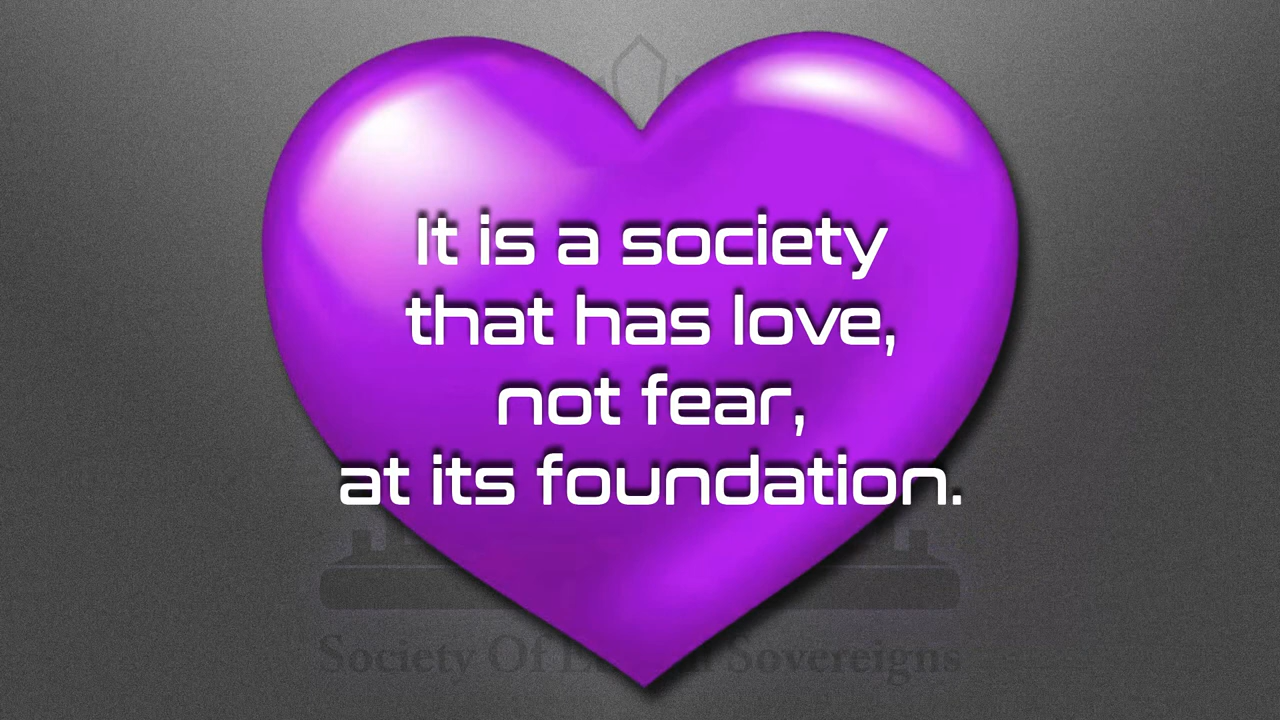 It is a society
that has love,
not fear,
at its foundation.
Society Of Sovereigns